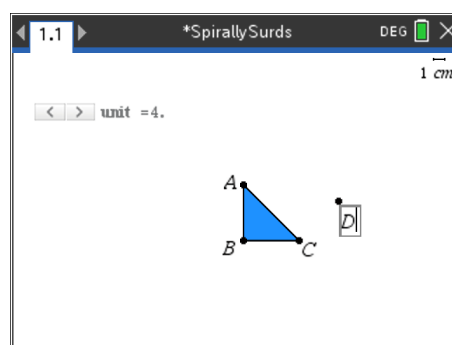 1.1 *SpirallySurds DEG
1 cm
< > unit =4.
A
D
B C